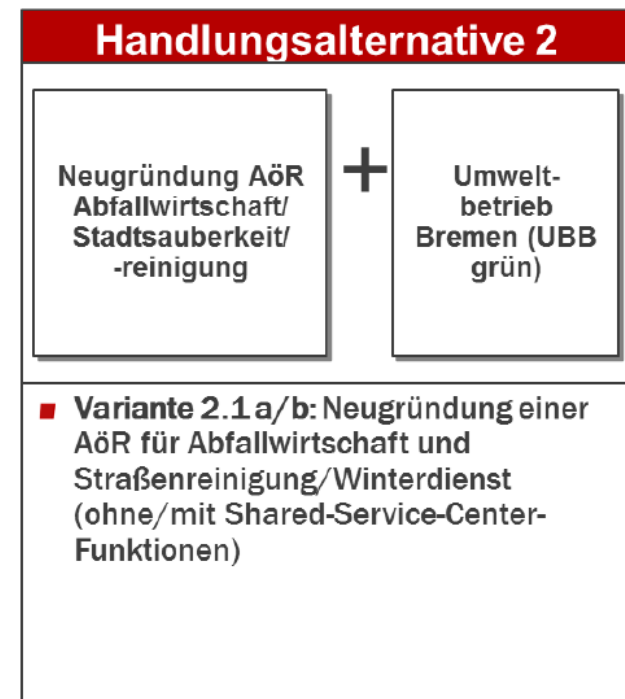 Handlungsalternative 2
Neugründung AöR
Abfallwirtschaft/
Stadtsauberkeit/
-reinigung
+
Umwelt-
betrieb
Bremen (UBB
grün)
■ Variante 2.1 a/b: Neugründung einer
AöR für Abfallwirtschaft und
Straßenreinigung/Winterdienst
(ohne/mit Shared-Service-Center-
Funktionen)